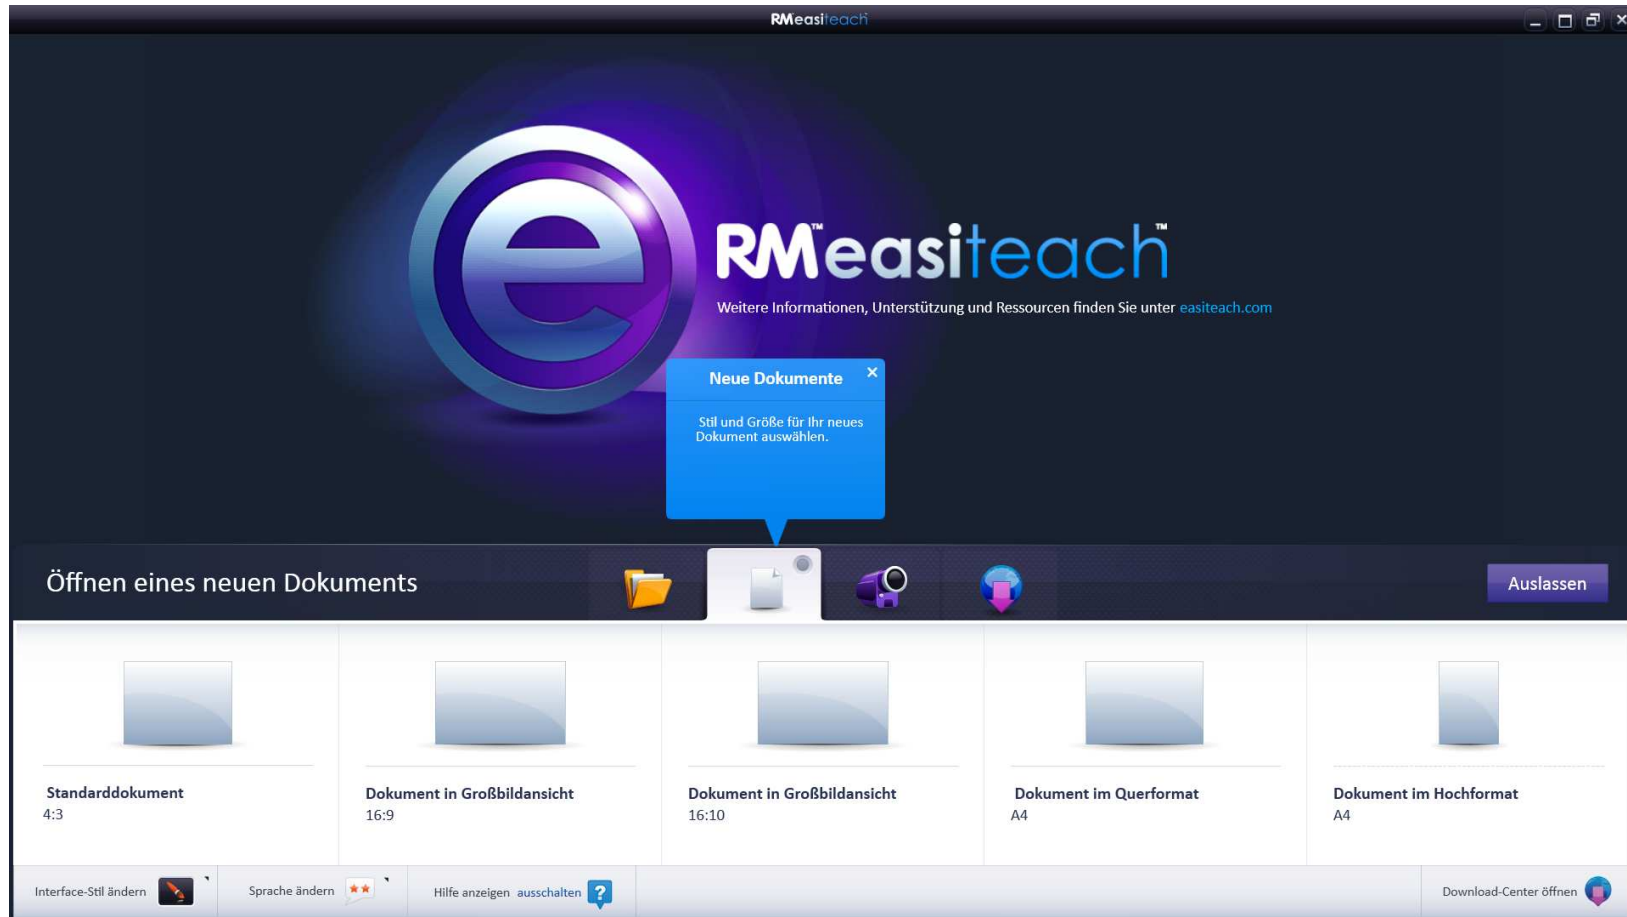 RMeasiteach
RM™easiteach™
Weitere Informationen, Unterstützung und Ressourcen finden Sie unter easiteach.com
Neue Dokumente
Stil und Größe für Ihr neues
Dokument auswählen.
Öffnen eines neuen Dokuments
Auslassen
Standarddokument
4:3
Dokument in Großbildansicht
16:9
Dokument in Großbildansicht
16:10
Dokument im Querformat
A4
Dokument im Hochformat
A4
Interface-Stil ändern
Sprache ändern
Hilfe anzeigen ausschalten
Download-Center öffnen